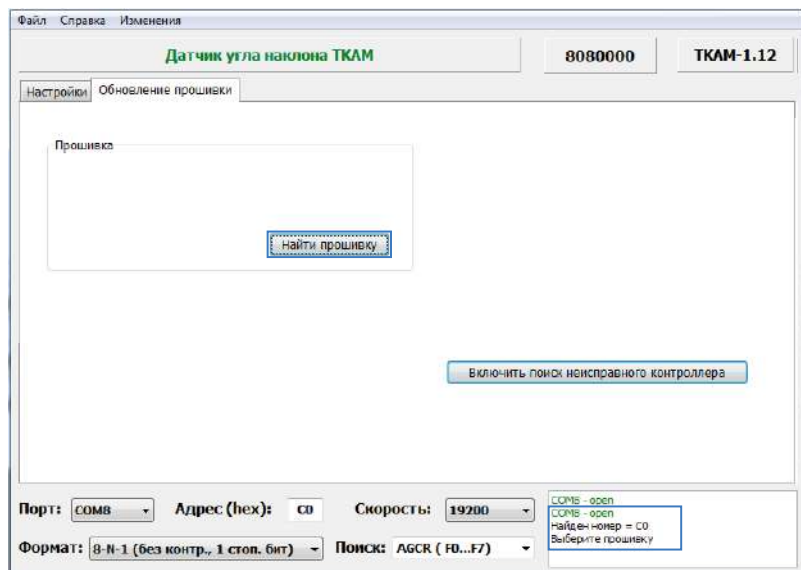 Файл Справка Изменения
Датчик угла наклона ТКАМ 8080000 ТКАМ-1.12
Настройки Обновление прошивки
Прошивка
Найти прошивку
Включить поиск неисправного контроллера
Порт: COM8 Адрес (hex): C0 Скорость: 19200
Формат: 8-N-1 (без контр., 1 стоп. бит) Поиск: AGCR ( F0...F7)
COM8 - open
COM8 - open
Найден номер = C0
Выберите прошивку